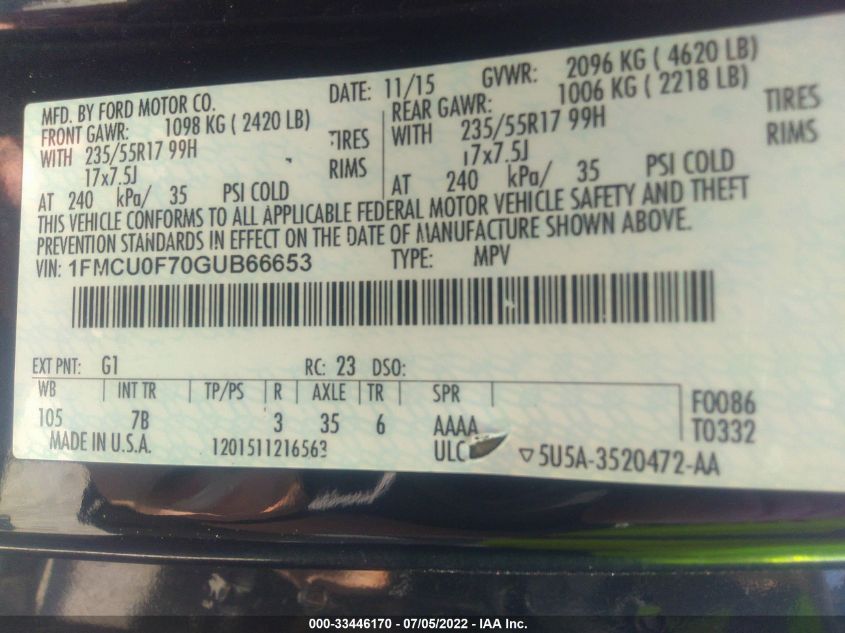 MFD. BY FORD MOTOR CO. DATE: 11/15 GVWR: 2096 KG ( 4620 LB)
FRONT GAWR: 1098 KG ( 2420 LB) REAR GAWR: 1006 KG ( 2218 LB)
WITH 235/55R17 99H TIRES WITH 235/55R17 99H TIRES
17x7.5J RIMS 17x7.5J RIMS
AT 240 kPa/ 35 PSI COLD AT 240 kPa/ 35 PSI COLD
THIS VEHICLE CONFORMS TO ALL APPLICABLE FEDERAL MOTOR VEHICLE SAFETY AND THEFT
PREVENTION STANDARDS IN EFFECT ON THE DATE OF MANUFACTURE SHOWN ABOVE.
VIN: 1FMCU0F70GUB66653 TYPE: MPV
EXT PNT: G1 RC: 23 DSO:
WB INT TR TP/PS R AXLE TR SPR
105 7B 3 35 6 AAAA
F0086
T0332
MADE IN U.S.A. 1201511216563 ULC 5U5A-3520472-AA
000-33446170 - 07/05/2022 - IAA Inc.